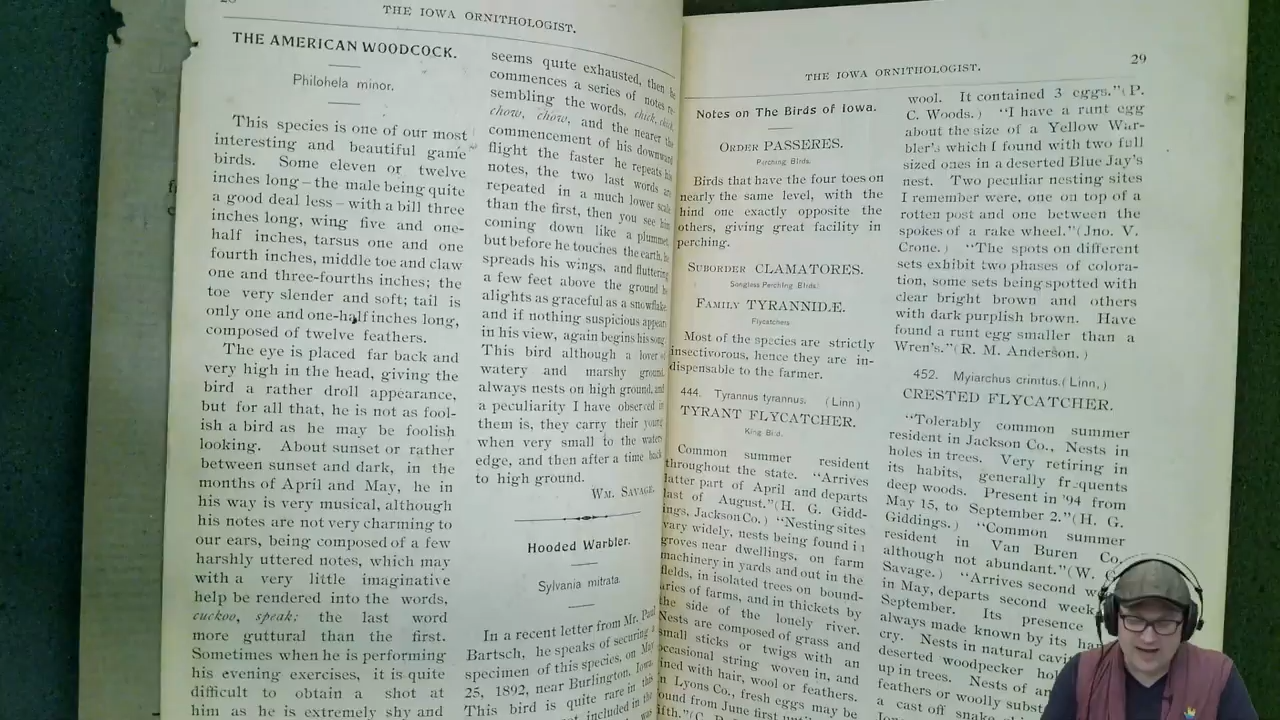 THE IOWA ORNITHOLOGIST.
THE AMERICAN WOODCOCK.
Philohela minor.
This species is one of our most
interesting and beautiful game
birds. Some eleven or twelve
inches long—the male being quite
a good deal less—with a bill three
inches long, wing five and one-
half inches, tarsus one and one
fourth inches, middle toe and claw
one and three-fourths inches; the
toe very slender and soft; tail is
only one and one-half inches long,
composed of twelve feathers.
The eye is placed far back and
very high in the head, giving the
bird a rather droll appearance,
but for all that, he is not as fool-
ish a bird as he may be foolish
looking. About sunset or rather
between sunset and dark, in the
months of April and May, he in
his way is very musical, although
his notes are not very charming to
our ears, being composed of a few
harshly uttered notes, which may
with a very little imaginative
help be rendered into the words,
cuckoo, speak; the last word
more guttural than the first.
Sometimes when he is performing
his evening exercises, it is quite
difficult to obtain a shot at
him as he is extremely shy and
seems quite exhausted, then he
commences a series of notes re-
sembling the words, chick, chick,
chow, chow, and the nearer the
commencement of his downward
flight the faster he repeats his
notes, the two last words are
repeated in a much lower scale
than the first, then you see him
coming down like a plummet,
but before he touches the earth, he
spreads his wings, and fluttering
a few feet above the ground he
alights as graceful as a snowflake,
and if nothing suspicious appears
in his view, again begins his song.
This bird although a lover of
watery and marshy ground,
always nests on high ground, and
a peculiarity I have observed in
them is, they carry their young
when very small to the waters
edge, and then after a time back
to high ground.
WM. SAVAGE.
Hooded Warbler.
Sylvania mitrata.
In a recent letter from Mr. Paul
Bartsch, he speaks of securing a
specimen of this species, on May
25, 1892, near Burlington, Iowa.
This bird is quite rare in this
included in the
THE IOWA ORNITHOLOGIST.
29
Notes on The Birds of Iowa.
ORDER PASSERES.
Perching Birds.
Birds that have the four toes on
nearly the same level, with the
hind one exactly opposite the
others, giving great facility in
perching.
SUBORDER CLAMATORES.
Songless Perching Birds.
FAMILY TYRANNIDÆ.
Flycatchers
Most of the species are strictly
insectivorous, hence they are in-
dispensable to the farmer.
444. Tyrannus tyrannus. (Linn)
TYRANT FLYCATCHER.
King Bird.
Common summer resident
throughout the state. "Arrives
latter part of April and departs
last of August."(H. G. Gidd-
ings, Jackson Co.) "Nesting sites
vary widely, nests being found in
groves near dwellings, on farm
machinery in yards and out in the
fields, in isolated trees on bound-
aries of farms, and in thickets by
the side of the lonely river.
Nests are composed of grass and
small sticks or twigs with an
occasional string woven in, and
lined with hair, wool or feathers.
In Lyons Co., fresh eggs may be
found from June first until
wool. It contained 3 eggs."(P.
C. Woods.) "I have a runt egg
about the size of a Yellow War-
bler's which I found with two full
sized ones in a deserted Blue Jay's
nest. Two peculiar nesting sites
I remember were, one on top of a
rotten post and one between the
spokes of a rake wheel."(Jno. V.
Crone.) "The spots on different
sets exhibit two phases of colora-
tion, some sets being spotted with
clear bright brown and others
with dark purplish brown. Have
found a runt egg smaller than a
Wren's."(R. M. Anderson.)
452. Myiarchus crinitus.(Linn,)
CRESTED FLYCATCHER.
"Tolerably common summer
resident in Jackson Co., Nests in
holes in trees. Very retiring in
its habits, generally frequents
deep woods. Present in '94 from
May 15, to September 2."(H. G.
Giddings.) "Common summer
resident in Van Buren Co.
although not abundant."(W. G.
Savage.) "Arrives second
in May, departs second week
September. Its presence
always made known by its
cry. Nests in natural
deserted woodpecker
up in trees. Nests of
feathers or woolly
a cast off snake